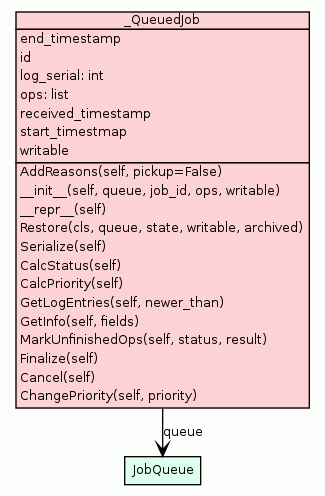 _QueuedJob
end_timestamp
id
log_serial: int
ops: list
received_timestamp
start_timestmap
writable
AddReasons(self, pickup=False)
__init__(self, queue, job_id, ops, writable)
__repr__(self)
Restore(cls, queue, state, writable, archived)
Serialize(self)
CalcStatus(self)
CalcPriority(self)
GetLogEntries(self, newer_than)
GetInfo(self, fields)
MarkUnfinishedOps(self, status, result)
Finalize(self)
Cancel(self)
ChangePriority(self, priority)
queue
JobQueue